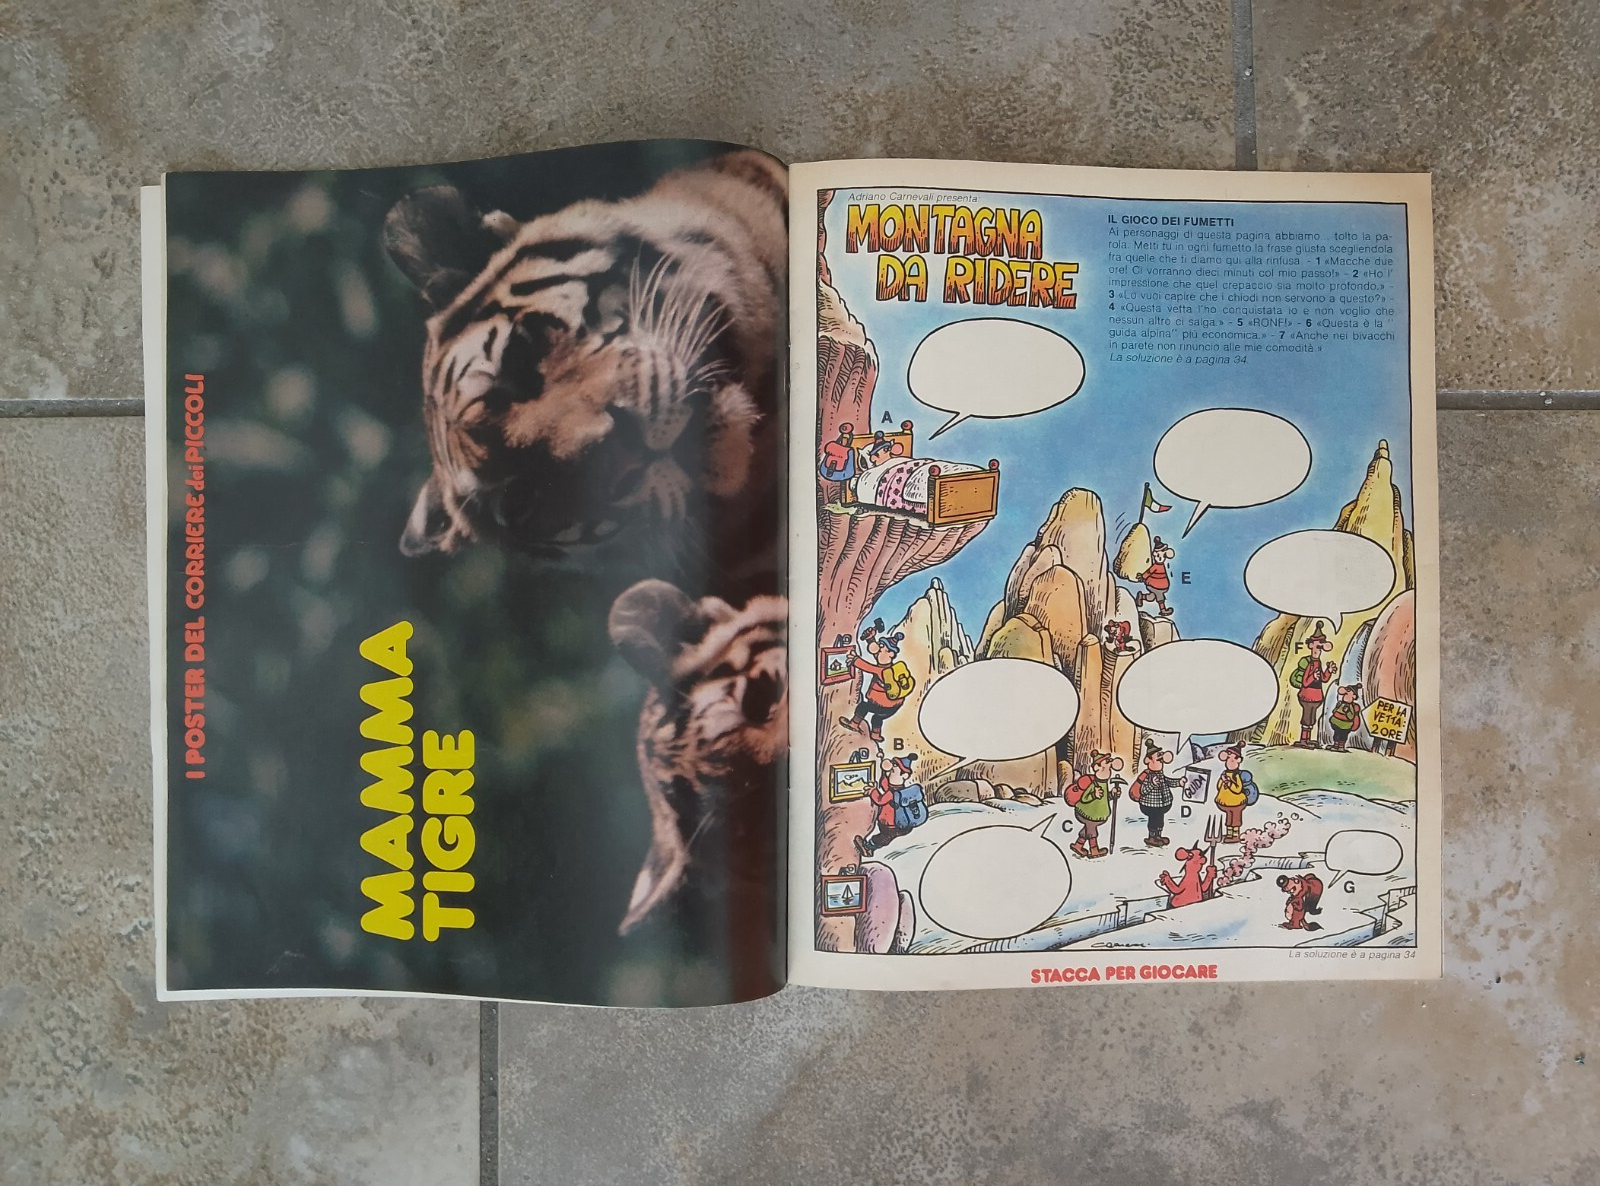 I POSTER DEL CORRIERE dei PICCOLI
MAMMA
TIGRE
Adriano Carnevali presenta:
MONTAGNA
DA RIDERE
IL GIOCO DEI FUMETTI
Ai personaggi di questa pagina abbiamo... tolto la pa-
rola. Metti tu in ogni fumetto la frase giusta scegliendola
fra quelle che ti diamo qui alla rinfusa. - 1 «Macché due
ore! Ci vorranno dieci minuti col mio passo!» - 2 «Ho l'
impressione che quel crepaccio sia molto profondo.» -
3 «Lo vuoi capire che i chiodi non servono a questo?» -
4 «Questa vetta l'ho conquistata io e non voglio che
nessun altro ci salga.» - 5 «RONF!» - 6 «Questa è la
guida alpina" più economica.» - 7 «Anche nei bivacchi
in parete non rinuncio alle mie comodità.»
La soluzione è a pagina 34.
A
E
F
PER LA
VETTA:
2 ORE
B
GUIDA
C
D
G
La soluzione è a pagina 34
STACCA PER GIOCARE